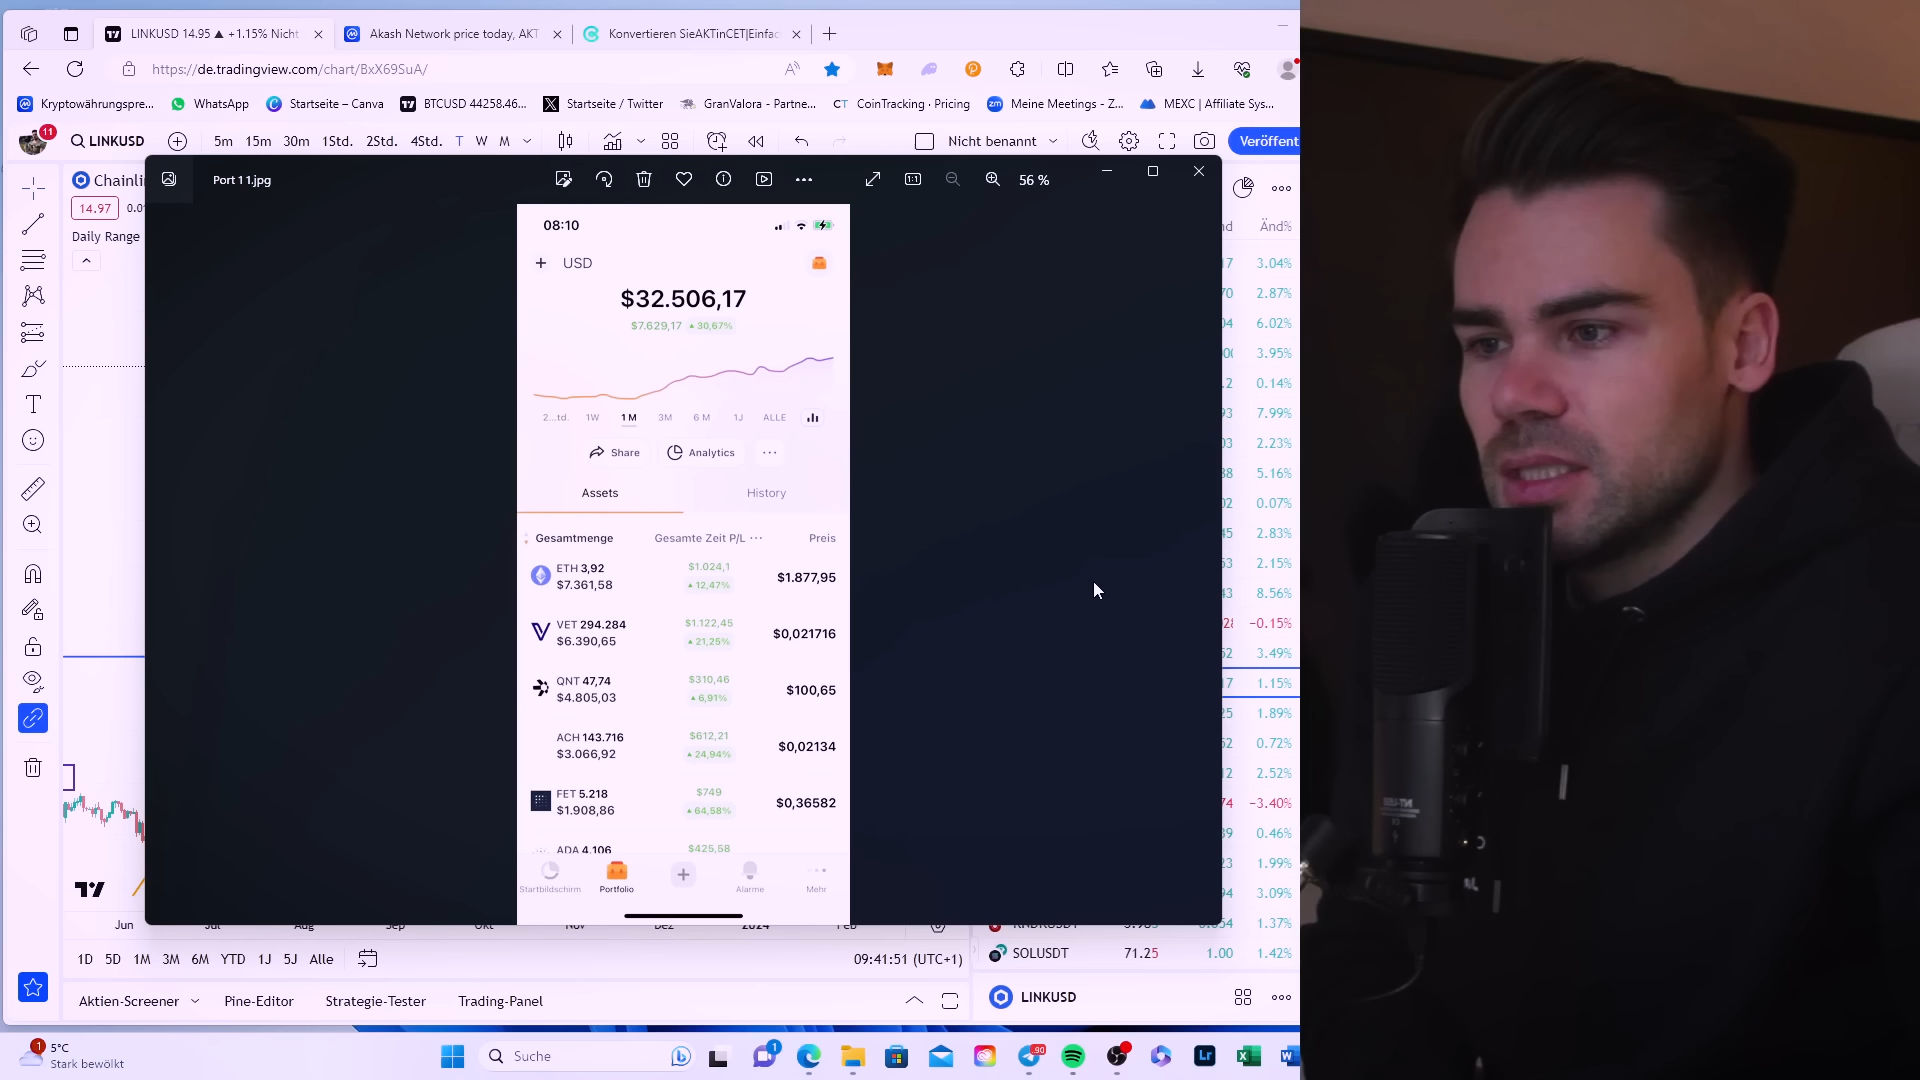 LINKUSD 14.95 ▲ +1.15% Nicht
Akash Network price today, AKT
Konvertieren SieAKTinCET|Einfac
https://de.tradingview.com/chart/BxX69SuA/
Kryptowährungspre...
WhatsApp
Startseite – Canva
BTCUSD 44258.46...
Startseite / Twitter
GranValora - Partne...
CoinTracking · Pricing
Meine Meetings - Z...
MEXC | Affiliate Sys...
11
LINKUSD
5m 15m 30m 1Std. 2Std. 4Std. T W M
Nicht benannt
Veröffent
Chainli
14.97
Daily Range
Port 11.jpg
56 %
08:10
+ USD
$32.506,17
$7.629,17 ▲ 30,67%
2...td. 1W 1 M 3M 6 M 1J ALLE
Share
Analytics
Assets
History
Gesamtmenge
Gesamte Zeit P/L ···
Preis
ETH 3,92
$7.361,58
$1.024,1
▲ 12,47%
$1.877,95
VET 294.284
$6.390,65
$1.122,45
▲ 21,25%
$0,021716
QNT 47,74
$4.805,03
$310,46
▲ 6,91%
$100,65
ACH 143.716
$3.066,92
$612,21
▲ 24,94%
$0,02134
FET 5.218
$1.908,86
$749
▲ 64,58%
$0,36582
ADA 4.106
$425,58
Startbildschirm
Portfolio
Alarme
Mehr
Änd%
3.04%
2.87%
6.02%
3.95%
0.14%
7.99%
2.23%
5.16%
0.07%
2.83%
2.15%
8.56%
−0.15%
3.49%
1.15%
1.89%
0.72%
2.52%
−3.40%
0.46%
1.99%
3.09%
1.37%
SOLUSDT 71.25 1.00 1.42%
Jun Jul Aug Sep Okt Nov Dez 2024 Feb
1D 5D 1M 3M 6M YTD 1J 5J Alle
09:41:51 (UTC+1)
Aktien-Screener
Pine-Editor
Strategie-Tester
Trading-Panel
LINKUSD
1
5°C
Stark bewölkt
Suche
1
90
Lr